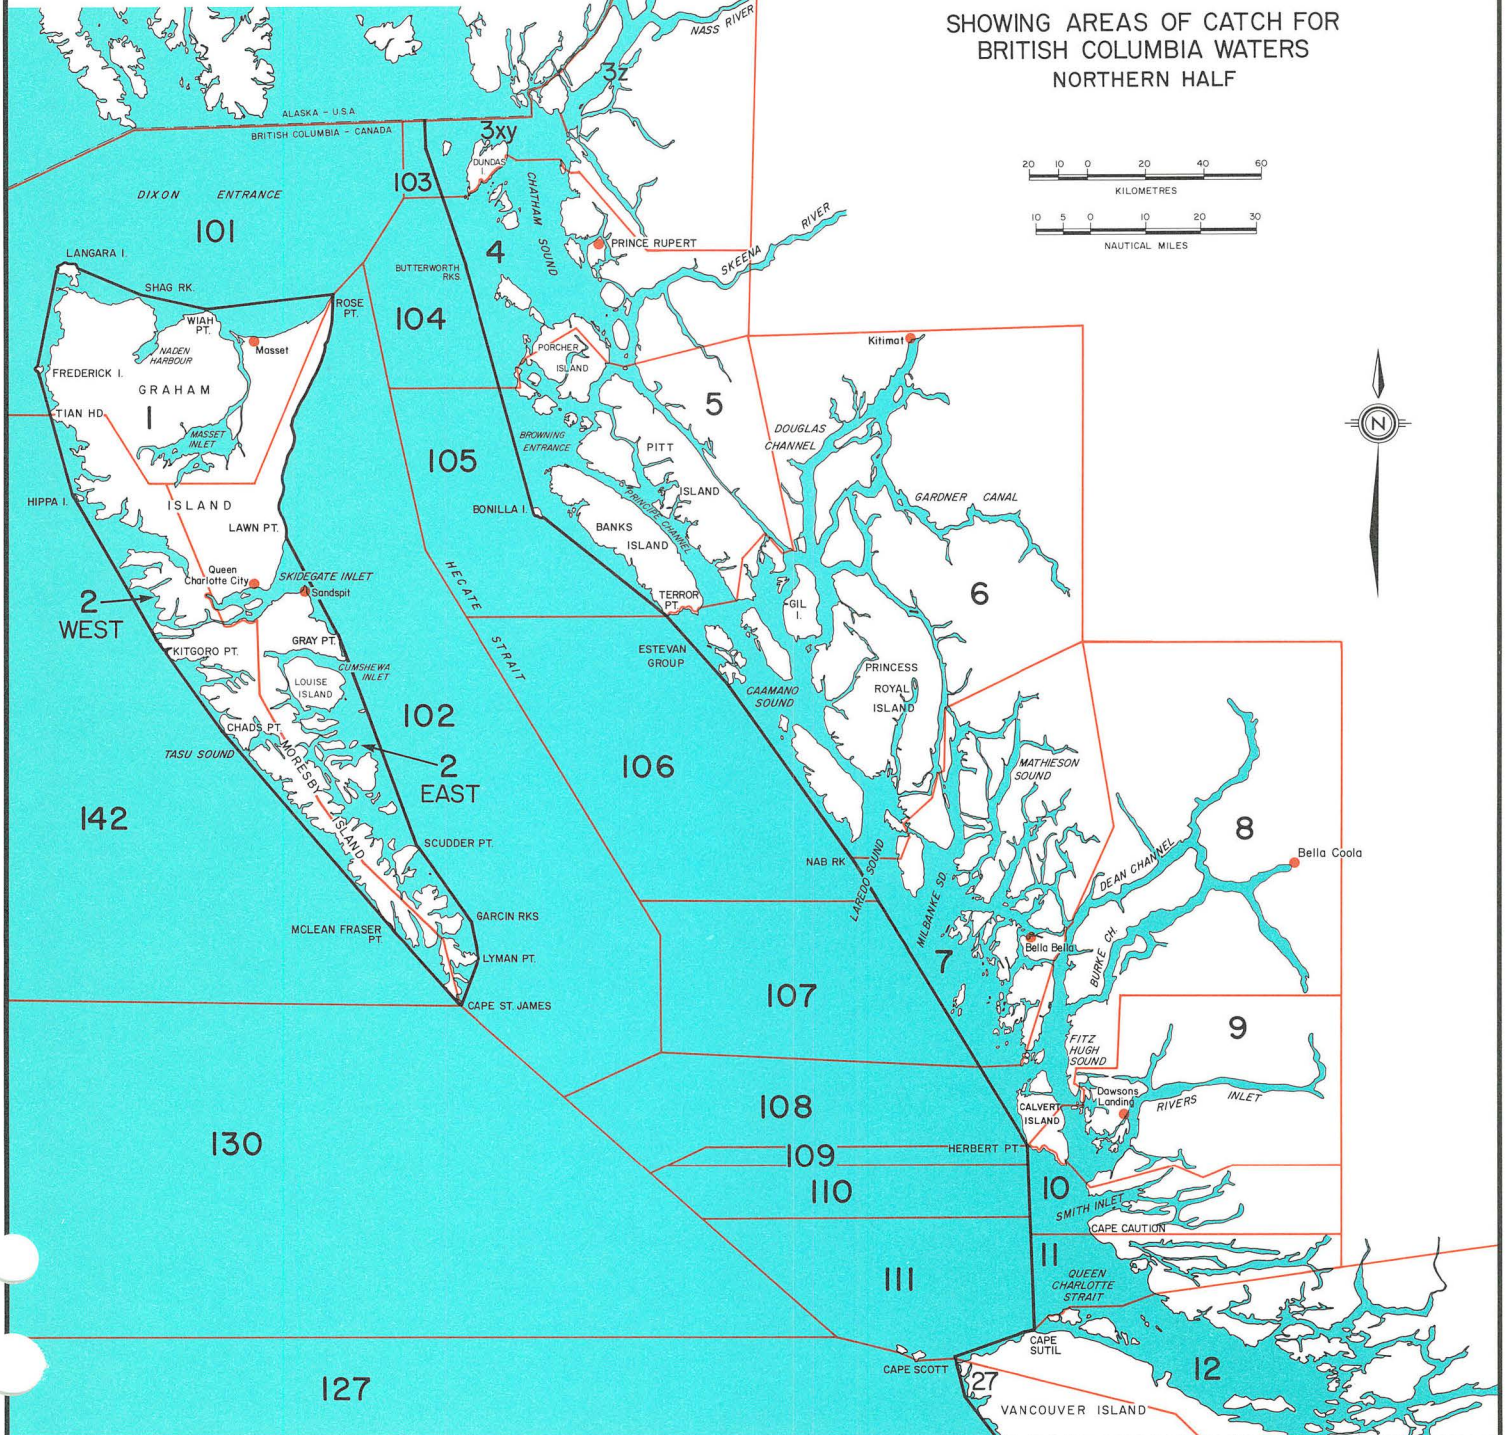 SHOWING AREAS OF CATCH FOR
BRITISH COLUMBIA WATERS
NORTHERN HALF
NASS RIVER
3z
ALASKA - U.S.A.
BRITISH COLUMBIA - CANADA
3xy
DUNDAS
I.
20 10 0 20 40 60
KILOMETRES
10 5 0 10 20 30
NAUTICAL MILES
103
DIXON ENTRANCE
101
CHATHAM SOUND
4
PRINCE RUPERT
SKEENA RIVER
LANGARA I.
BUTTERWORTH
RKS.
SHAG RK.
ROSE
PT.
104
WIAH
PT.
Masset
NADEN
HARBOUR
PORCHER
ISLAND
Kitimat
FREDERICK I.
GRAHAM
1
TIAN HD.
5
N
MASSET
INLET
BROWNING
ENTRANCE
DOUGLAS
CHANNEL
PITT
ISLAND
105
HIPPA I.
ISLAND
BONILLA I.
PRINCIPE CHANNEL
GARDNER CANAL
LAWN PT.
BANKS
ISLAND
Queen
Charlotte City
SKIDEGATE INLET
Sandspit
HECATE
STRAIT
TERROR
PT.
GIL
I.
6
2
WEST
GRAY PT.
KITGORO PT.
ESTEVAN
GROUP
CUMSHEWA
INLET
LOUISE
ISLAND
PRINCESS
ROYAL
ISLAND
CAAMANO
SOUND
102
CHADS PT.
TASU SOUND
MORESBY
ISLAND
2
EAST
106
MATHIESON
SOUND
142
8
SCUDDER PT.
NAB RK.
LAREDO SOUND
DEAN CHANNEL
Bella Coola
MILBANKE SD.
GARCIN RKS
MCLEAN FRASER
PT.
LYMAN PT.
7
Bella Bella
BURKE CH.
CAPE ST. JAMES
107
FITZ
HUGH
SOUND
9
Dawsons
Landing
RIVERS INLET
CALVERT
ISLAND
108
130
HERBERT PT.
109
110
10
SMITH INLET
CAPE CAUTION
11
111
QUEEN
CHARLOTTE
STRAIT
CAPE
SUTIL
CAPE SCOTT
12
127
27
VANCOUVER ISLAND